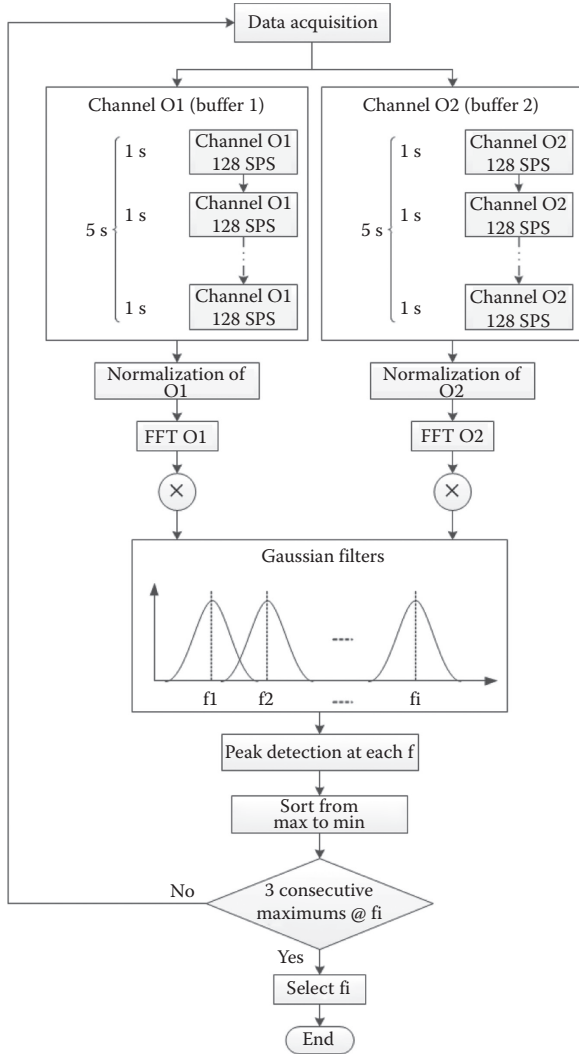 Data acquisition
Channel O1 (buffer 1)
5 s
1 s
Channel O1
128 SPS
1 s
Channel O1
128 SPS
1 s
Channel O1
128 SPS
Channel O2 (buffer 2)
5 s
1 s
Channel O2
128 SPS
1 s
Channel O2
128 SPS
1 s
Channel O2
128 SPS
Normalization of
O1
Normalization of
O2
FFT O1
FFT O2
×
×
Gaussian filters
f1 f2 fi
Peak detection at each f
Sort from
max to min
3 consecutive
maximums @ fi
No
Yes
Select fi
End